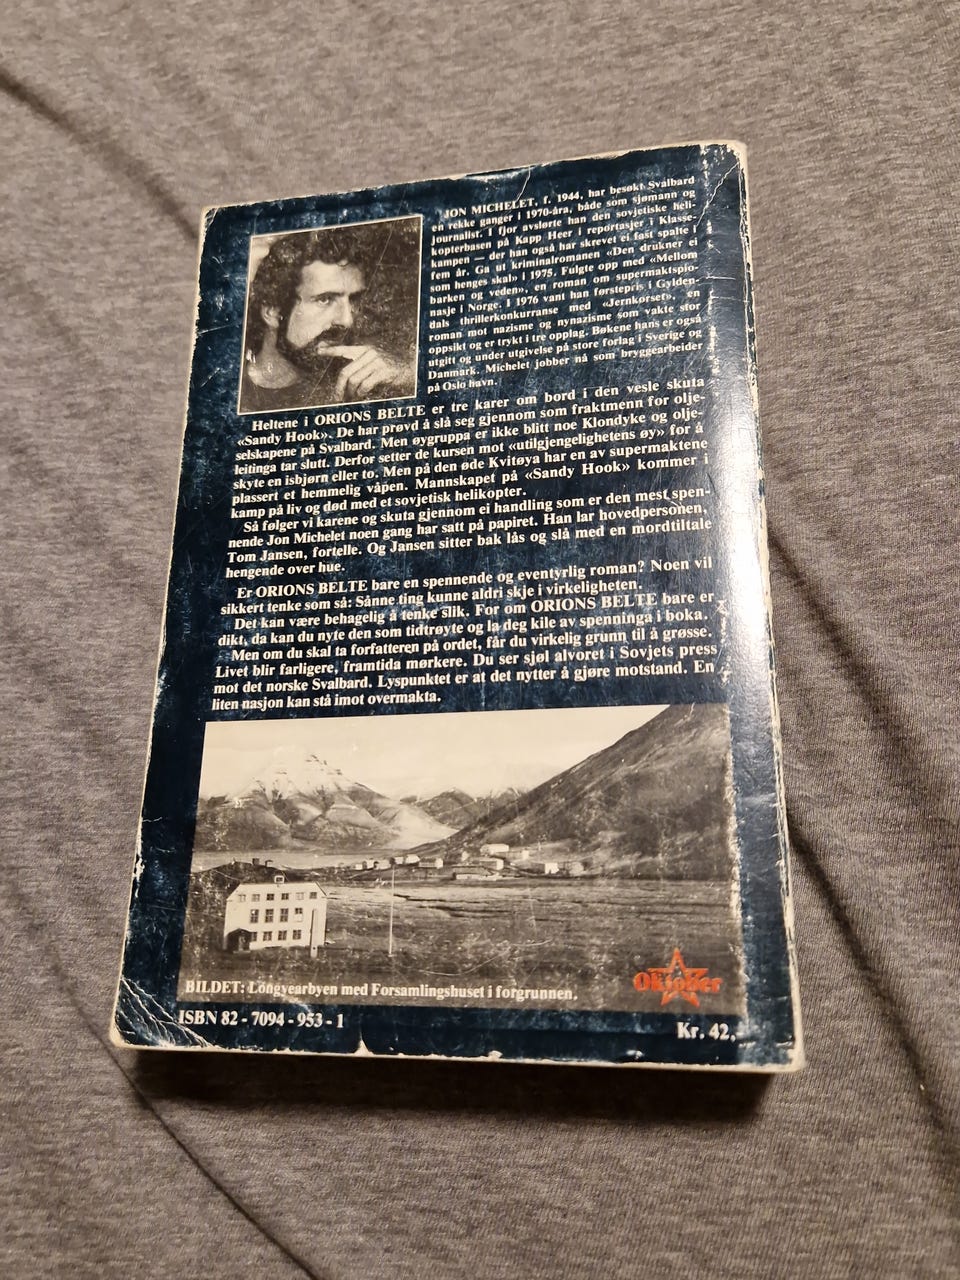 JON MICHELET, f. 1944, har besøkt Svalbard
en rekke ganger i 1970-åra, både som sjømann og
journalist. I fjor avslørte han den sovjetiske heli-
kopterbasen på Kapp Heer i reportasjer i Klasse-
kampen — der han også har skrevet ei fast spalte i
fem år. Ga ut kriminalromanen «Den drukner ei
som henges skal» i 1975. Fulgte opp med «Mellom
barken og veden», en roman om supermaktspio-
nasje i Norge. I 1976 vant han førstepris i Gylden-
dals thrillerkonkurranse med «Jernkorset», en
roman mot nazisme og nynazisme som vakte stor
oppsikt og er trykt i tre opplag. Bøkene hans er også
utgitt og under utgivelse på store forlag i Sverige og
Danmark. Michelet jobber nå som bryggearbeider
på Oslo havn.
Heltene i ORIONS BELTE er tre karer om bord i den vesle skuta
«Sandy Hook». De har prøvd å slå seg gjennom som fraktmenn for olje-
selskapene på Svalbard. Men øygruppa er ikke blitt noe Klondyke og olje-
leitinga tar slutt. Derfor setter de kursen mot «utilgjengelighetens øy» for å
skyte en isbjørn eller to. Men på den øde Kvitøya har en av supermaktene
plassert et hemmelig våpen. Mannskapet på «Sandy Hook» kommer i
kamp på liv og død med et sovjetisk helikopter.
Så følger vi karene og skuta gjennom ei handling som er den mest spen-
nende Jon Michelet noen gang har satt på papiret. Han lar hovedpersonen,
Tom Jansen, fortelle. Og Jansen sitter bak lås og slå med en mordtiltale
hengende over hue.
Er ORIONS BELTE bare en spennende og eventyrlig roman? Noen vil
sikkert tenke som så: Sånne ting kunne aldri skje i virkeligheten.
Det kan være behagelig å tenke slik. For om ORIONS BELTE bare er
dikt, da kan du nyte den som tidtrøyte og la deg kile av spenninga i boka.
Men om du skal ta forfatteren på ordet, får du virkelig grunn til å grøsse.
Livet blir farligere, framtida mørkere. Du ser sjøl alvoret i Sovjets press
mot det norske Svalbard. Lyspunktet er at det nytter å gjøre motstand. En
liten nasjon kan stå imot overmakta.
BILDET: Longyearbyen med Forsamlingshuset i forgrunnen.
Oktober
ISBN 82-7094-953-1
Kr. 42,-